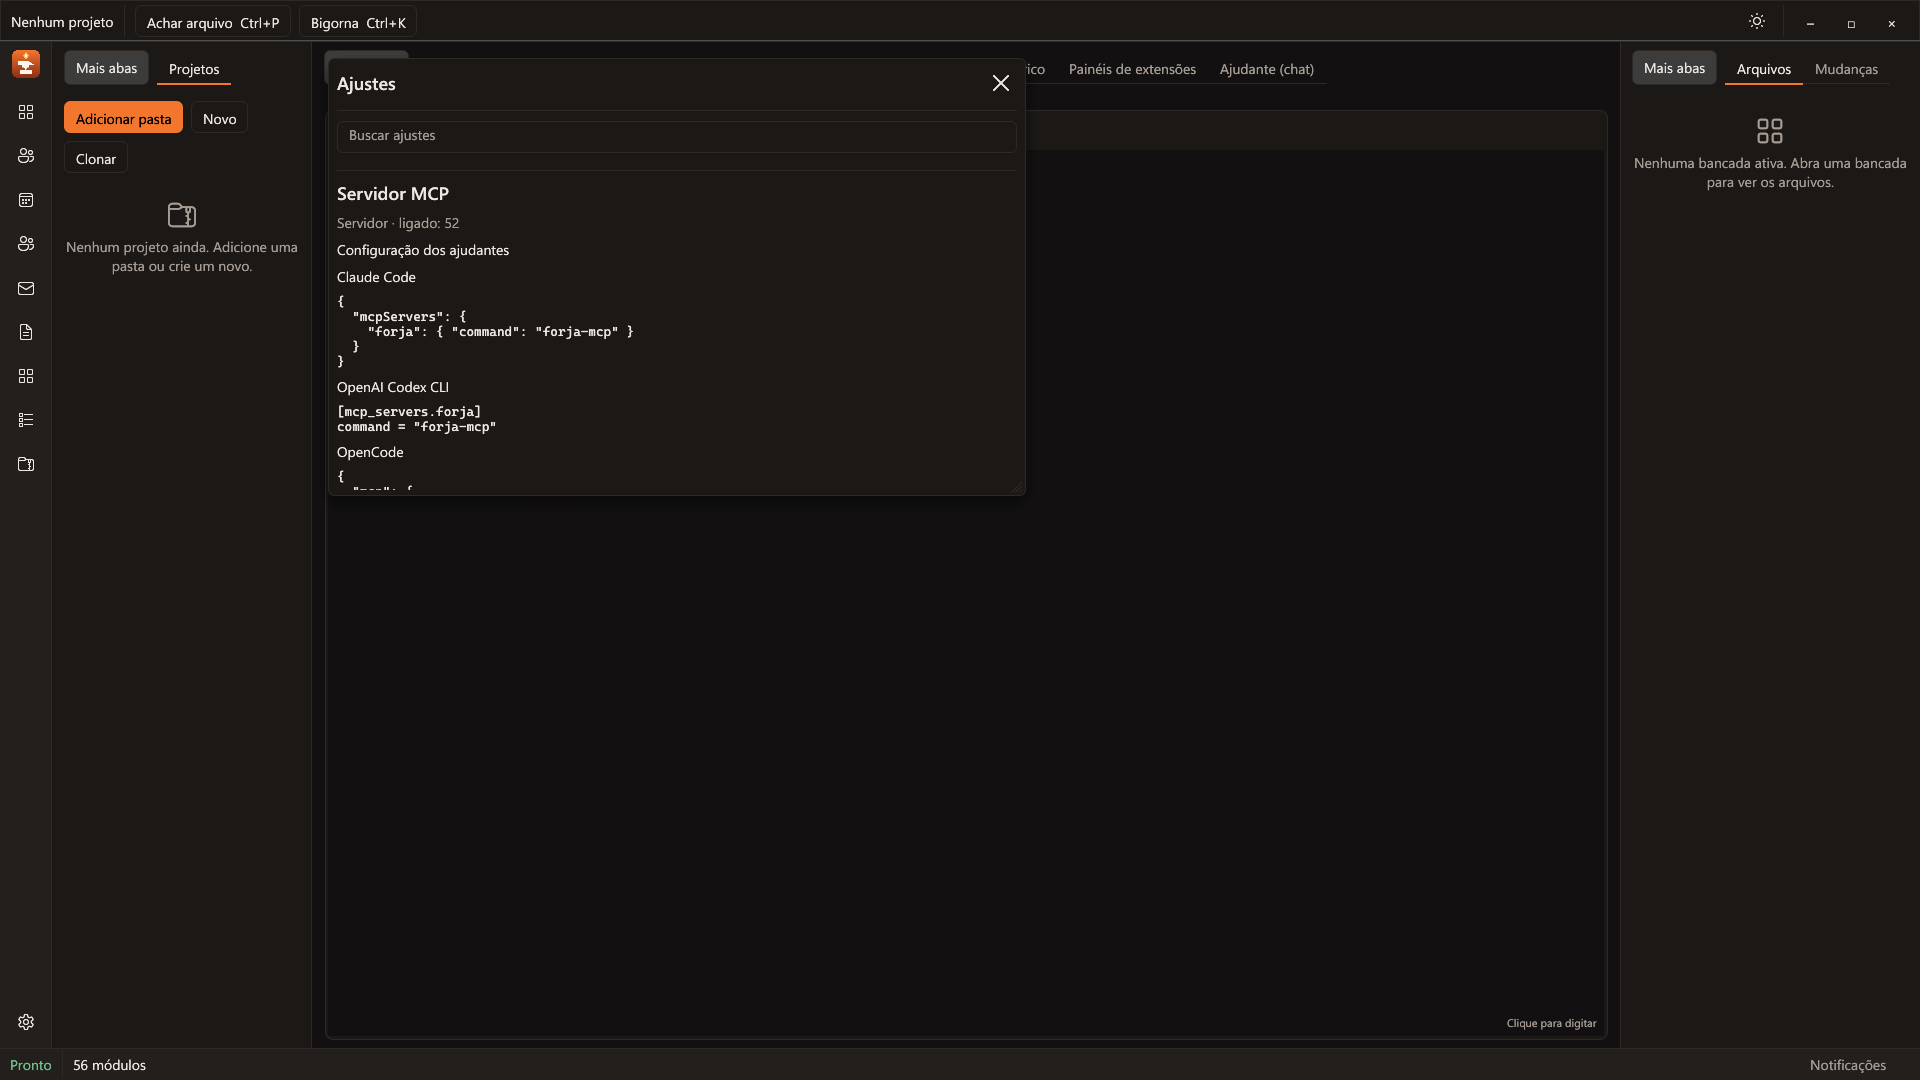 Nenhum projeto
Achar arquivo Ctrl+P
Bigorna Ctrl+K
Mais abas
Projetos
Adicionar pasta
Novo
Clonar
Nenhum projeto ainda. Adicione uma
pasta ou crie um novo.
Ajustes
Buscar ajustes
Servidor MCP
Servidor · ligado: 52
Configuração dos ajudantes
Claude Code
{
  "mcpServers": {
    "forja": { "command": "forja-mcp" }
  }
}
OpenAI Codex CLI
[mcp_servers.forja]
command = "forja-mcp"
OpenCode
{
Painéis de extensões
Ajudante (chat)
Clique para digitar
Mais abas
Arquivos
Mudanças
Nenhuma bancada ativa. Abra uma bancada
para ver os arquivos.
Pronto
56 módulos
Notificações